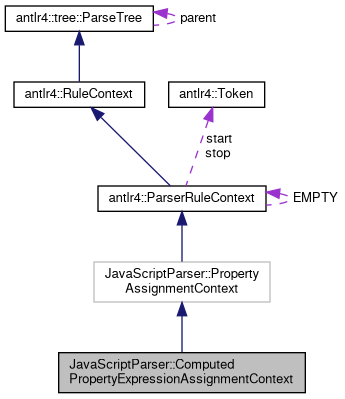 antlr4::tree::ParseTree
parent
antlr4::RuleContext
antlr4::Token
start
stop
antlr4::ParserRuleContext
EMPTY
JavaScriptParser::Property
AssignmentContext
JavaScriptParser::Computed
PropertyExpressionAssignmentContext